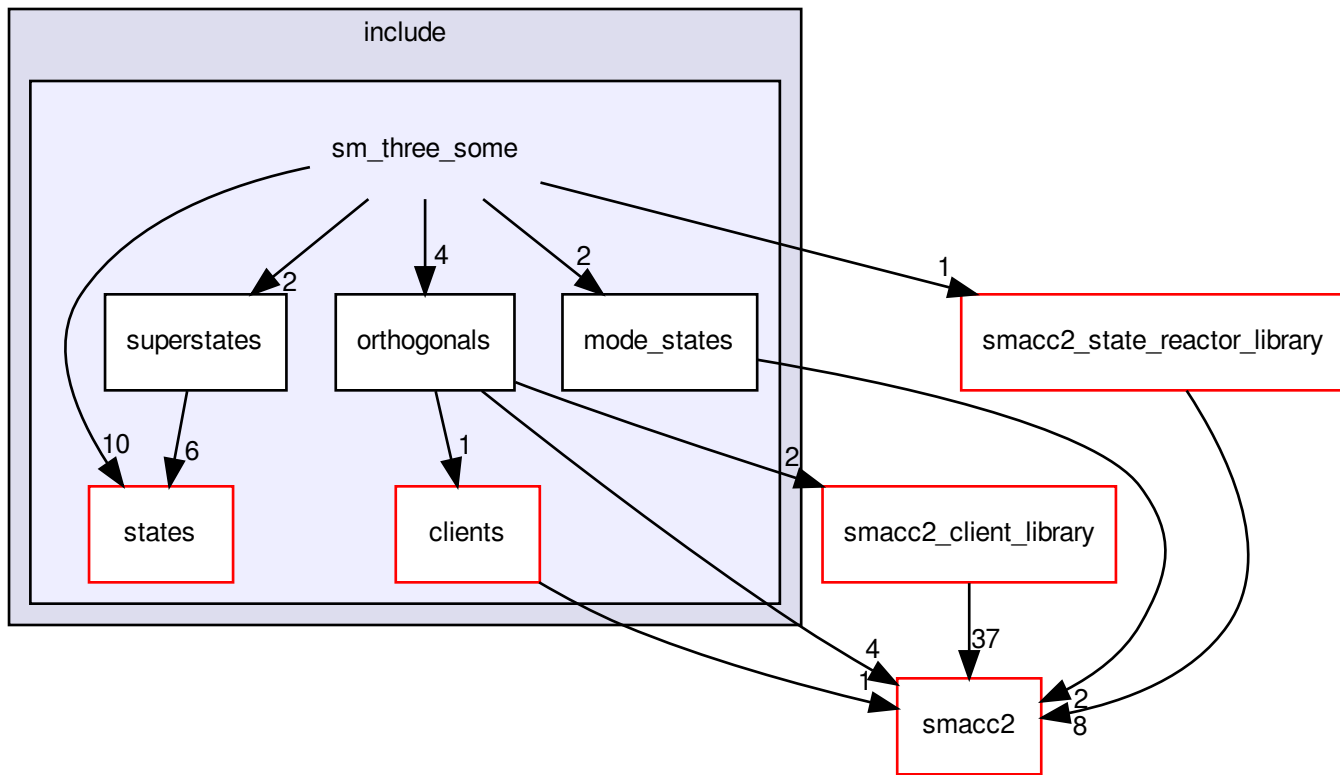 include
sm_three_some
4
2
1
2
superstates
orthogonals
mode_states
smacc2_state_reactor_library
10
6
1
2
states
clients
smacc2_client_library
37
4
1
2
8
smacc2